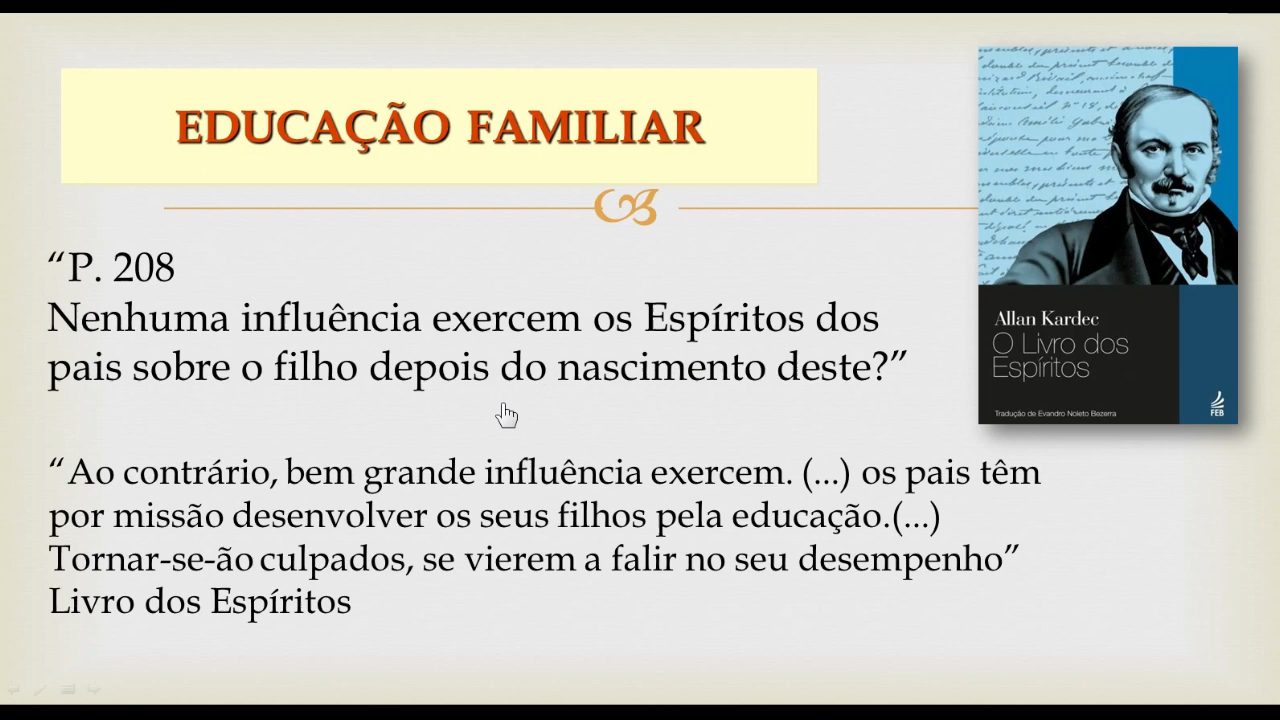 EDUCAÇÃO FAMILIAR
“P. 208
Nenhuma influência exercem os Espíritos dos
pais sobre o filho depois do nascimento deste?”
“Ao contrário, bem grande influência exercem. (...) os pais têm
por missão desenvolver os seus filhos pela educação.(...)
Tornar-se-ão culpados, se vierem a falir no seu desempenho”
Livro dos Espíritos
Allan Kardec
O Livro dos
Espíritos
Tradução de Evandro Noleto Bezerra
FEB